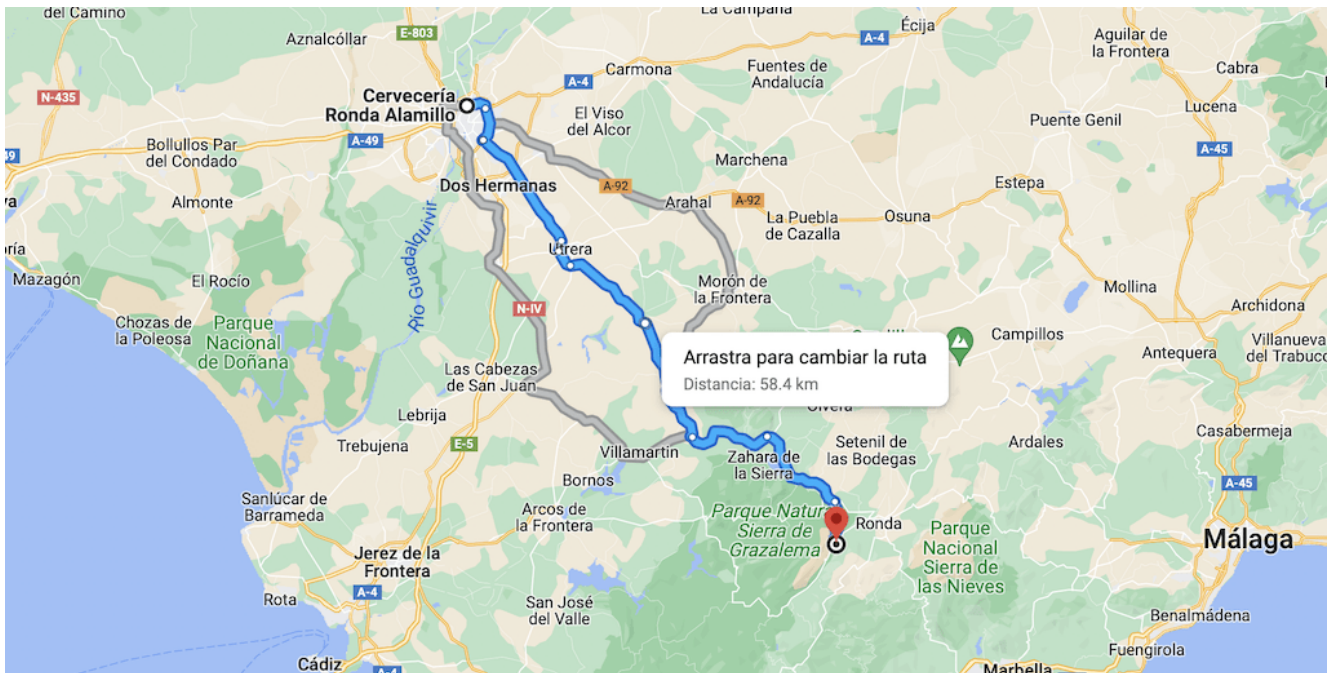 del Camino
La Campana
E-803
Écija
Aznalcóllar
A-4
Aguilar de
la Frontera
Fuentes de
Andalucía
Carmona
A-4
Cabra
N-435
Cervecería
Ronda Alamillo
El Viso
del Alcor
Lucena
Puente Genil
Bollullos Par
del Condado
A-49
A-45
49
Marchena
Dos Hermanas
A-92
Estepa
Almonte
Arahal
A-92
La Puebla
de Cazalla
Osuna
Río Guadalquivir
Utrera
Mazagón
El Rocío
Morón de
la Frontera
Mollina
N-IV
Archidona
Chozas de
la Poleosa
Parque
Nacional
de Doñana
Campillos
Villanueva
del Trabuco
Arrastra para cambiar la ruta
Distancia: 58.4 km
Antequera
Las Cabezas
de San Juan
Olvera
Lebrija
Trebujena
E-5
Villamartin
Zahara de
la Sierra
Setenil de
las Bodegas
Ardales
Casabermeja
Bornos
A-45
Sanlúcar de
Barrameda
Arcos de
la Frontera
Parque Natural
Sierra de
Grazalema
Ronda
Parque
Nacional
Sierra de
las Nieves
Málaga
Jerez de la
Frontera
Rota
A-4
San José
del Valle
Benalmádena
Fuengirola
Cádiz
A-4
Marbella